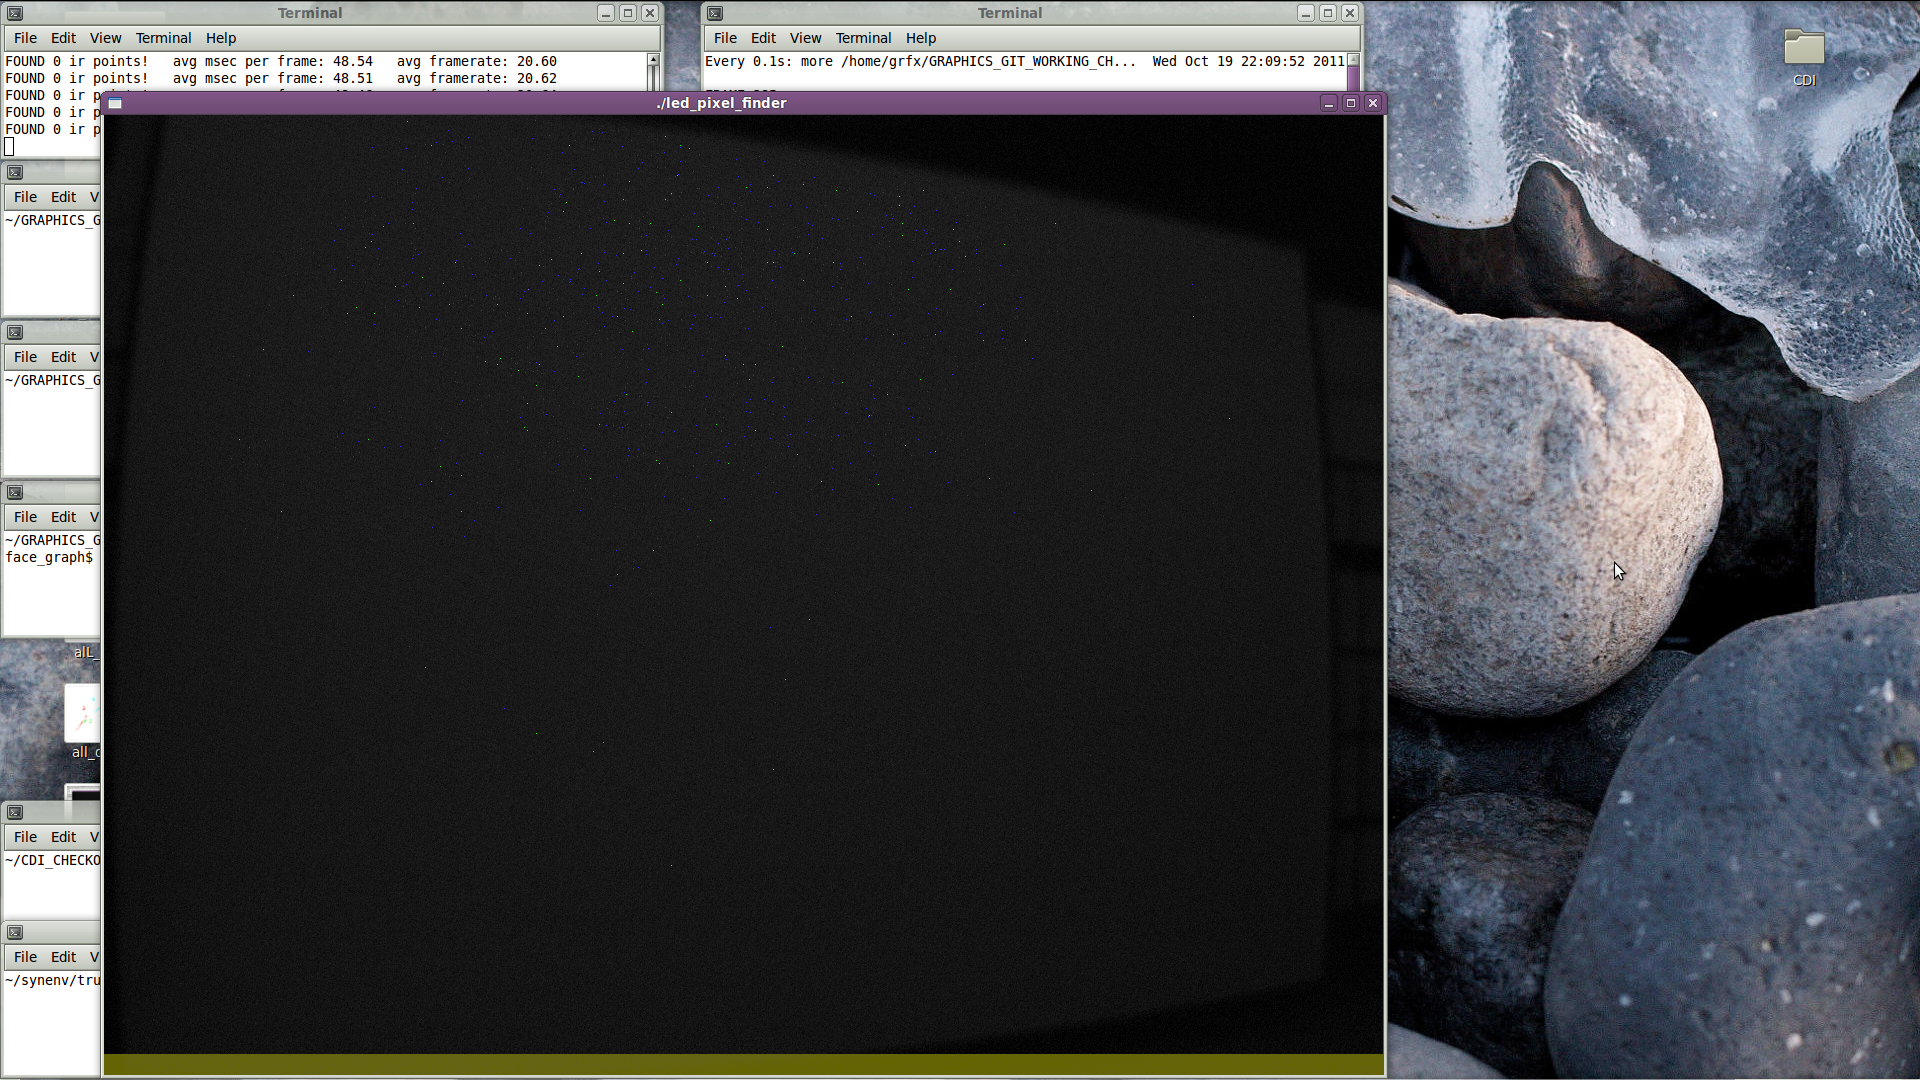 Terminal
File Edit View Terminal Help
FOUND 0 ir points!   avg msec per frame: 48.54   avg framerate: 20.60
FOUND 0 ir points!   avg msec per frame: 48.51   avg framerate: 20.62
FOUND 0 ir p
FOUND 0 ir p
FOUND 0 ir p
Terminal
File Edit View Terminal Help
Every 0.1s: more /home/grfx/GRAPHICS_GIT_WORKING_CH...  Wed Oct 19 22:09:52 2011
./led_pixel_finder
CDI
File Edit V
~/GRAPHICS_G
File Edit V
~/GRAPHICS_G
File Edit V
~/GRAPHICS_G
face_graph$
alL_
all_c
File Edit V
~/CDI_CHECKO
File Edit V
~/synenv/tru